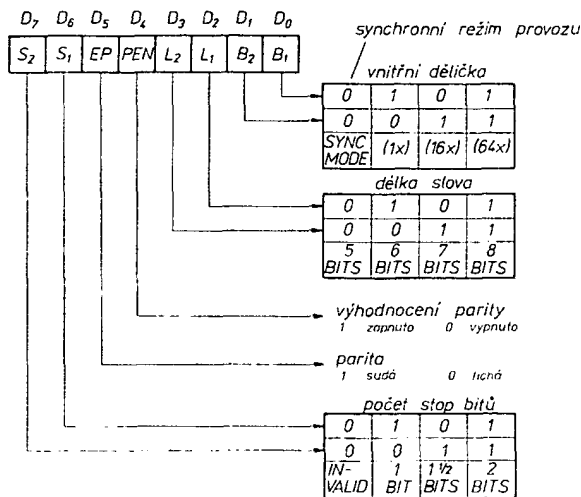 D7 D6 D5 D4 D3 D2 D1 D0
S2 S1 EP PEN L2 L1 B2 B1
synchronní režim provozu
vnitřní dělička
0 1 0 1
0 0 1 1
SYNC MODE (1x) (16x) (64x)
délka slova
0 1 0 1
0 0 1 1
5 BITS 6 BITS 7 BITS 8 BITS
výhodnocení parity
1 zapnuto 0 vypnuto
parita
1 sudá 0 lichá
počet stop bitů
0 1 0 1
0 0 1 1
IN-VALID 1 BIT 1 1/2 BITS 2 BITS